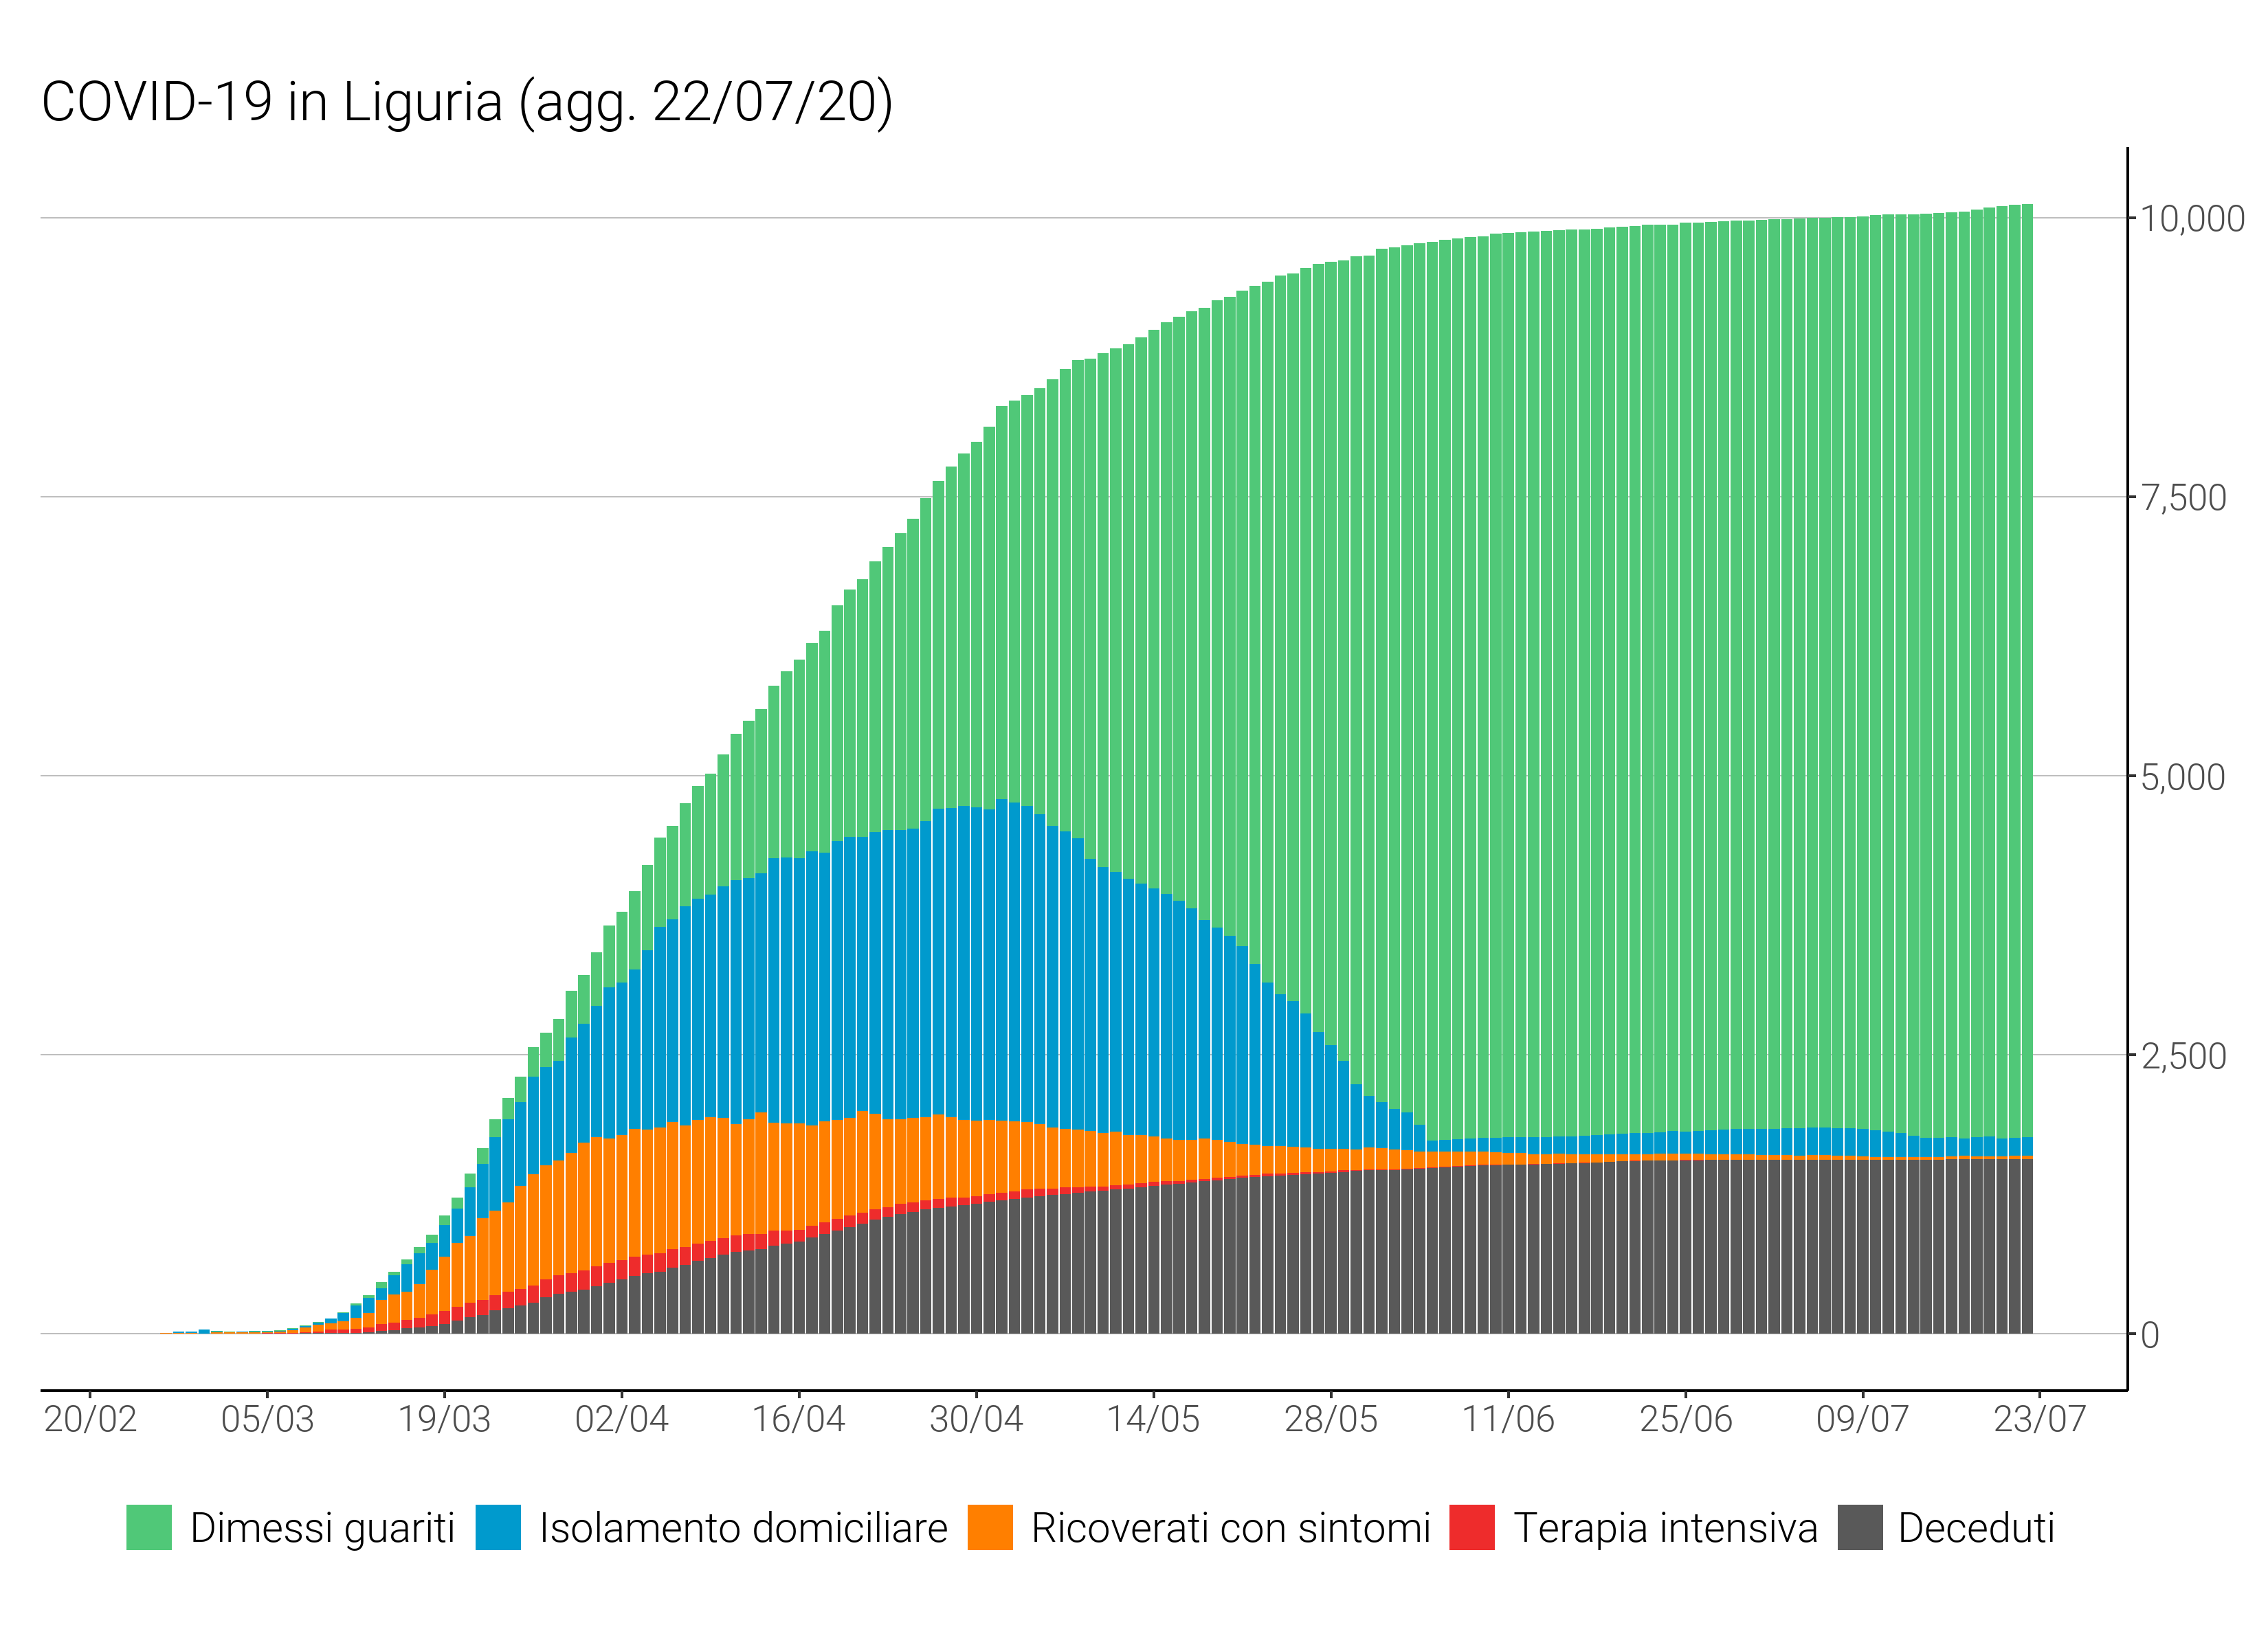 COVID-19 in Liguria (agg. 22/07/20)
10,000
7,500
5,000
2,500
0
20/02 05/03 19/03 02/04 16/04 30/04 14/05 28/05 11/06 25/06 09/07 23/07
Dimessi guariti Isolamento domiciliare Ricoverati con sintomi Terapia intensiva Deceduti